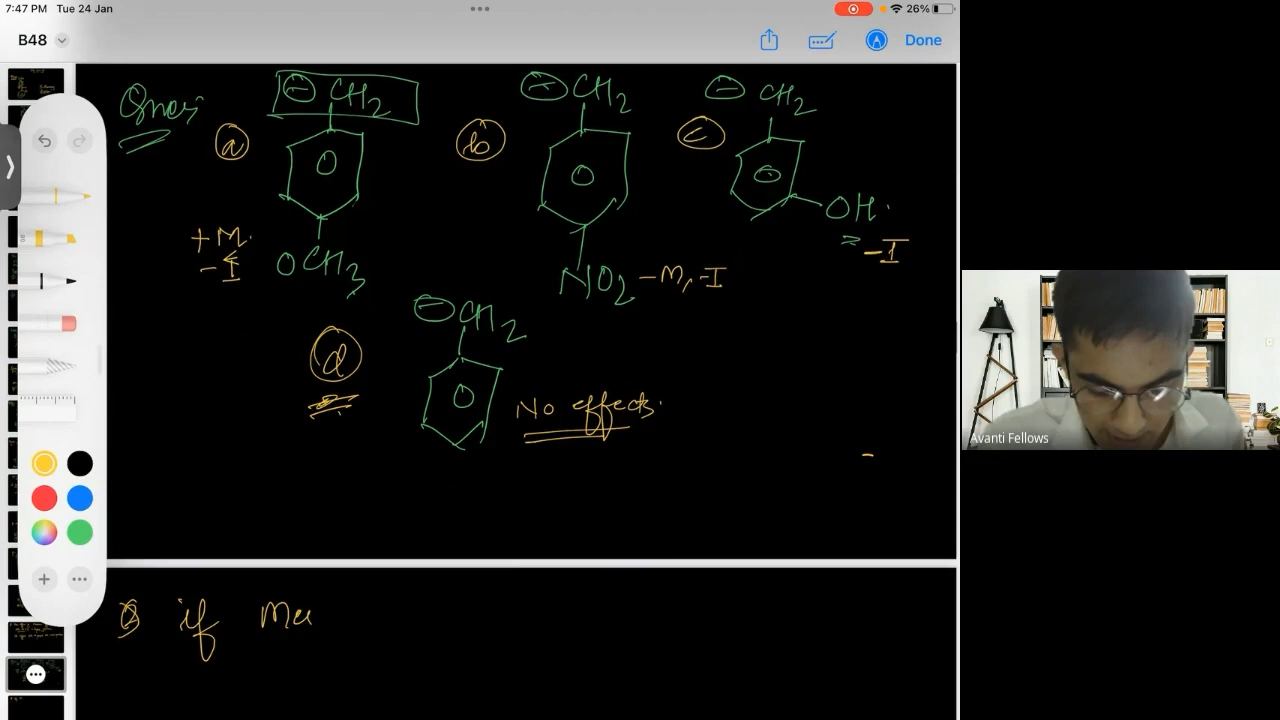 7:47 PM Tue 24 Jan
26%
B48
Done
Ques
⊖ CH2
⊖ CH2
⊖ CH2
a
b
c
+M
-I
OCH3
NO2 -M, -I
OH
-I
⊖ CH2
d
No effects.
Avanti Fellows
if